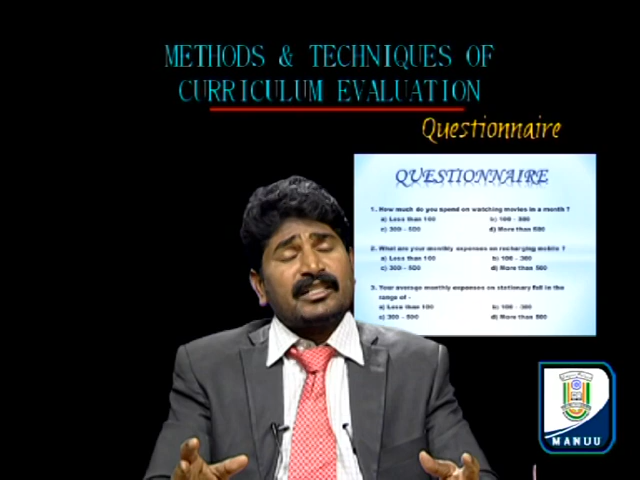 METHODS & TECHNIQUES OF
CURRICULUM EVALUATION
Questionnaire
QUESTIONNAIRE
1. How much do you spend on watching movies in a month ?
a) Less than 100 b) 100 - 300
c) 300 - 500 d) More than 500
2. What are your monthly expenses on recharging mobile ?
a) Less than 100 b) 100 - 300
c) 300 - 500 d) More than 500
3. Your average monthly expenses on stationary fall in the
range of -
a) Less than 100 b) 100 - 300
c) 300 - 500 d) More than 500
MANUU